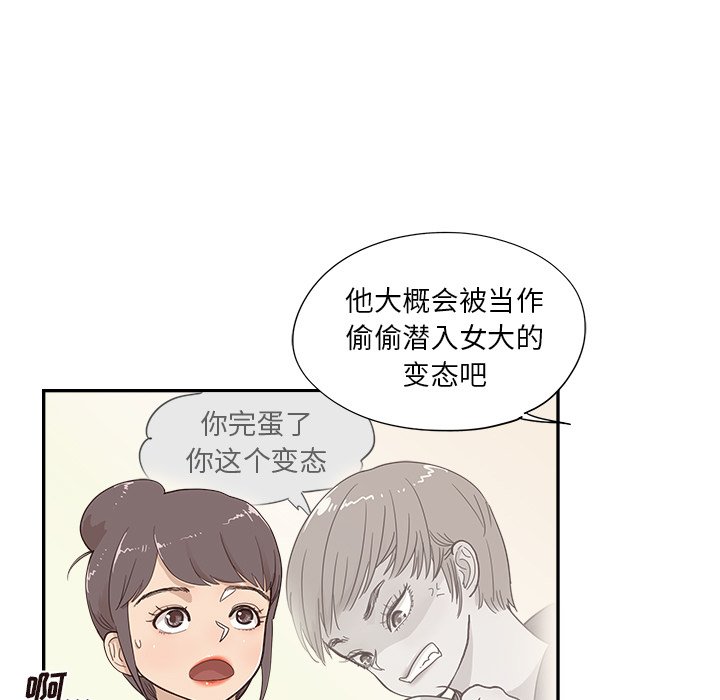 他大概会被当作
偷偷潜入女大的
变态吧
你完蛋了
你这个变态
啊…